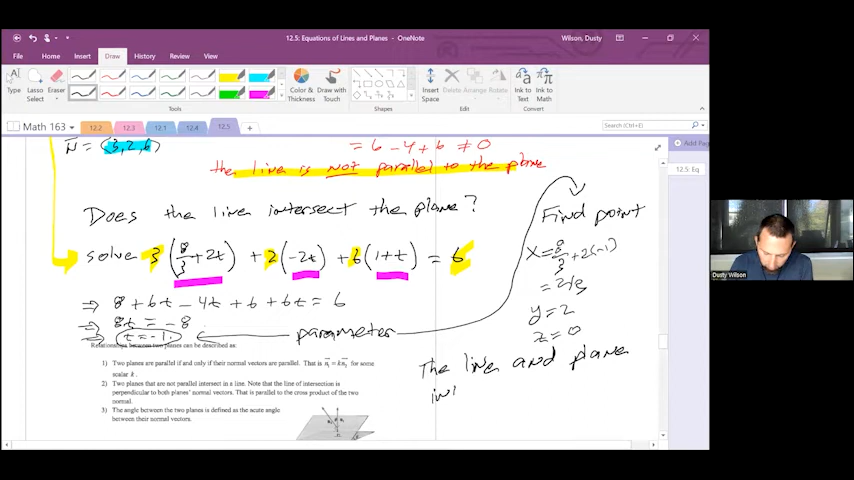 12.5: Equations of Lines and Planes - OneNote
Wilson, Dusty
File Home Insert Draw History Review View
Type
Lasso Select
Eraser
Color & Thickness
Draw with Touch
Insert Space
Delete
Arrange
Rotate
Ink to Text
Ink to Math
Tools
Shapes
Edit
Convert
Math 163
12.2 12.3 12.1 12.4 12.5 +
Search (Ctrl+E)
Add Page
12.5: Eq
N = ⟨3,2,6⟩
= 6 - 4 + 6 ≠ 0
the line is not parallel to the plane
Does the line intersect the plane?
solve 3(8/3 + 2t) + 2(-2t) + 6(1+t) = 6
⇒ 8 + 6t - 4t + 6 + 6t = 6
⇒ 8t = -8
⇒ t = -1
parameter
Find point
x = 8/3 + 2(-1)
= 2/3
y = 2
z = 0
The line and plane
Relationships between two planes can be described as:
1) Two planes are parallel if and only if their normal vectors are parallel. That is n₁ = kn₂ for some
scalar k.
2) Two planes that are not parallel intersect in a line. Note that the line of intersection is
perpendicular to both planes' normal vectors. That is parallel to the cross product of the two
normal.
3) The angle between the two planes is defined as the acute angle
between their normal vectors.
Dusty Wilson